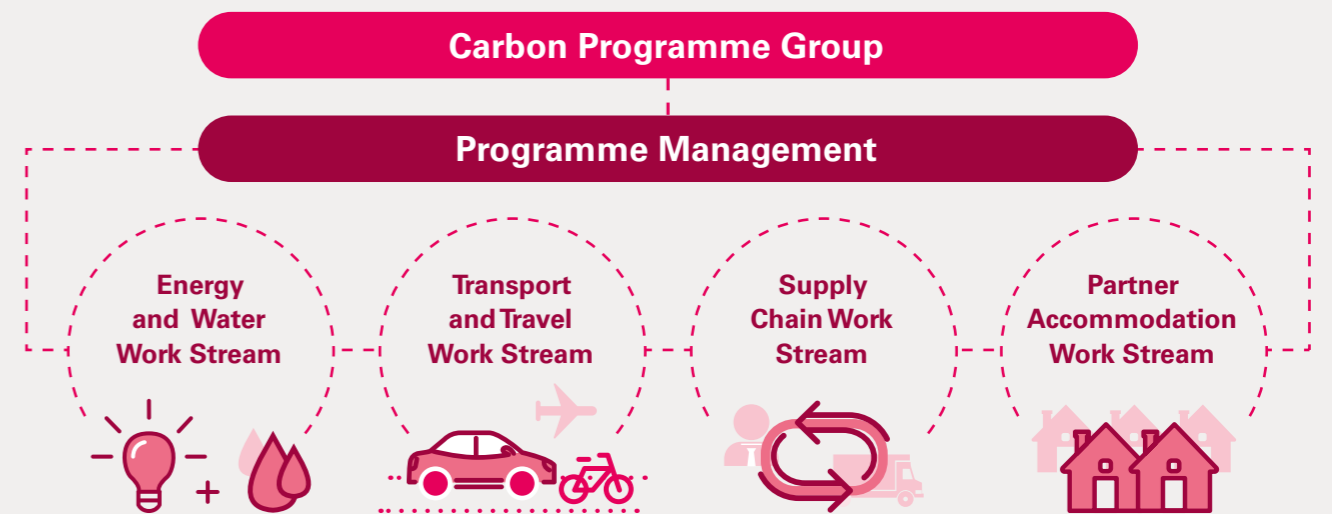 Carbon Programme Group
Programme Management
Energy
and Water
Work Stream
Transport
and Travel
Work Stream
Supply
Chain Work
Stream
Partner
Accommodation
Work Stream